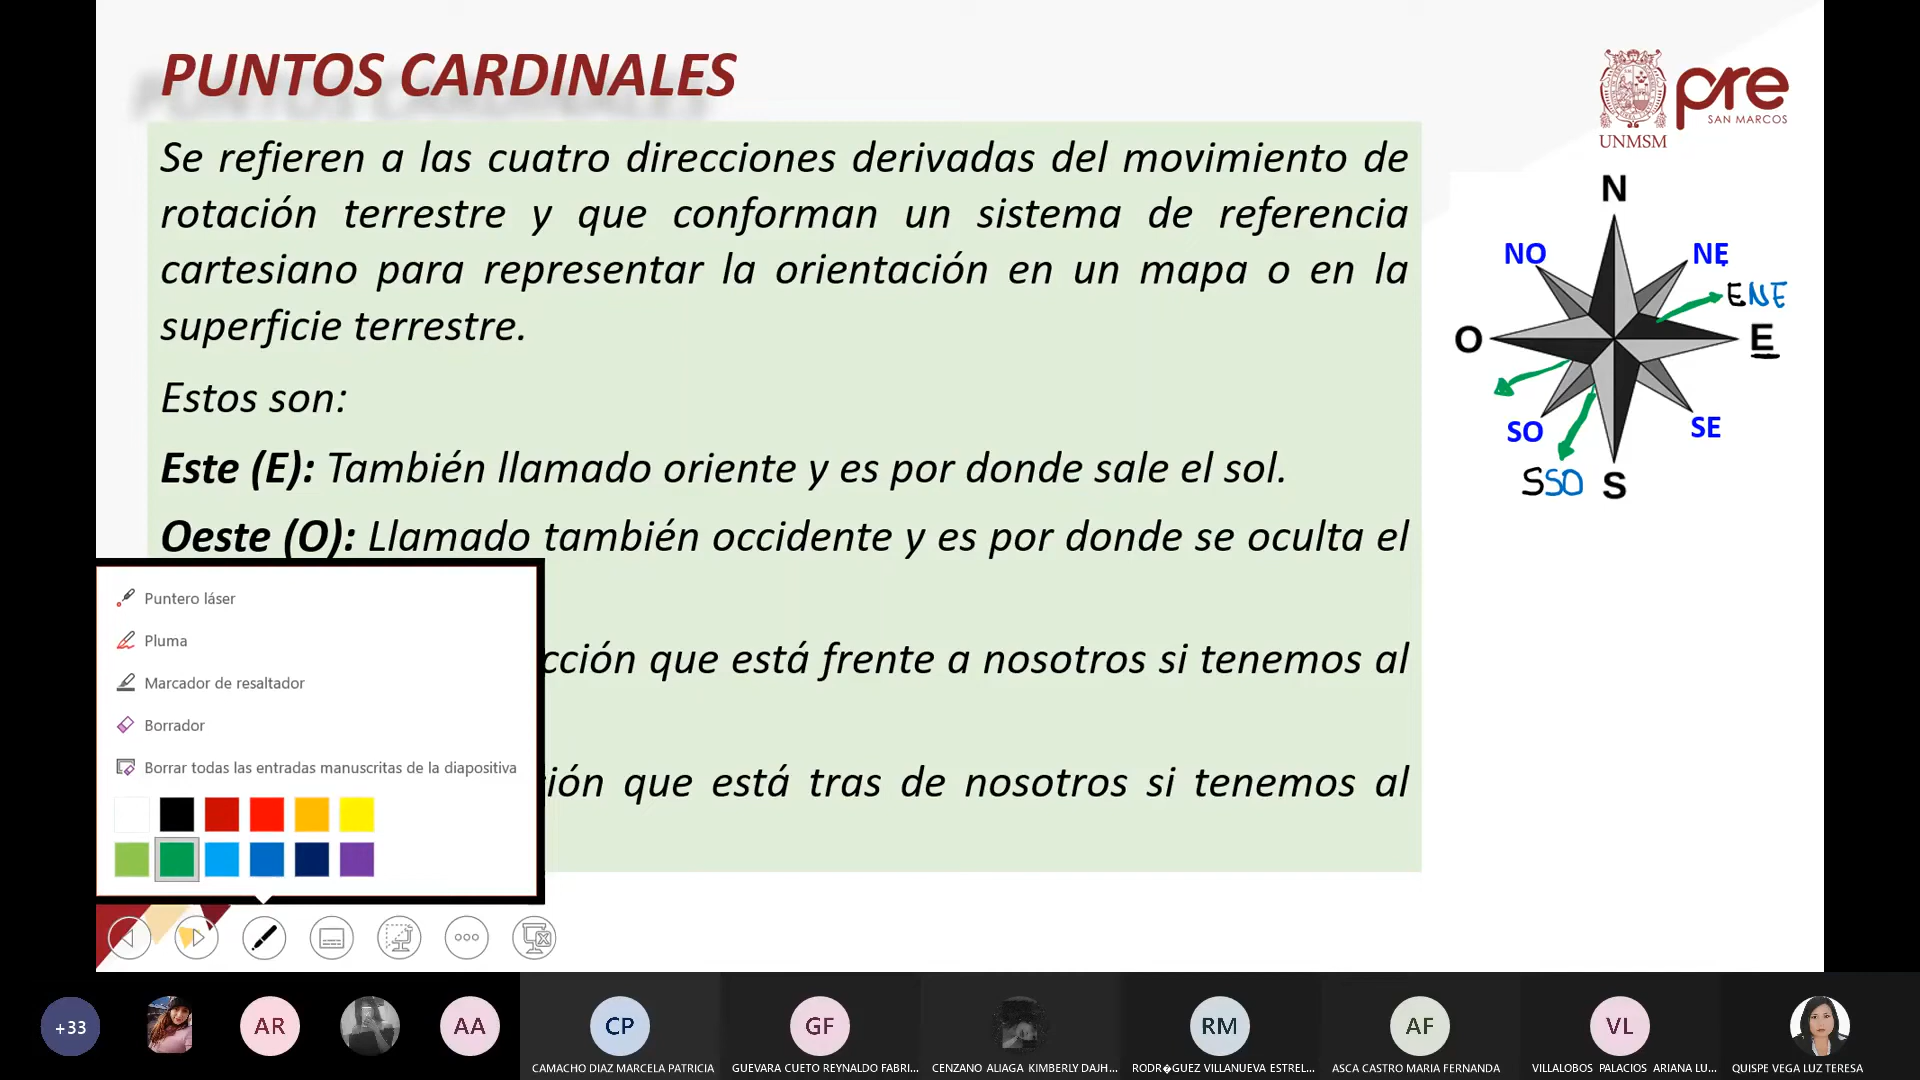 PUNTOS CARDINALES
Se refieren a las cuatro direcciones derivadas del movimiento de
rotación terrestre y que conforman un sistema de referencia
cartesiano para representar la orientación en un mapa o en la
superficie terrestre.
Estos son:
Este (E): También llamado oriente y es por donde sale el sol.
Oeste (O): Llamado también occidente y es por donde se oculta el
cción que está frente a nosotros si tenemos al
ión que está tras de nosotros si tenemos al
UNMSM
pre
SAN MARCOS
N
NO
NE
ENE
O
E
SO
SE
SSO
S
Puntero láser
Pluma
Marcador de resaltador
Borrador
Borrar todas las entradas manuscritas de la diapositiva
+33
AR
AA
CP
GF
RM
AF
VL
CAMACHO DIAZ MARCELA PATRICIA
GUEVARA CUETO REYNALDO FABRI...
CENZANO ALIAGA KIMBERLY DAJH...
RODR�GUEZ VILLANUEVA ESTREL...
ASCA CASTRO MARIA FERNANDA
VILLALOBOS PALACIOS ARIANA LU...
QUISPE VEGA LUZ TERESA